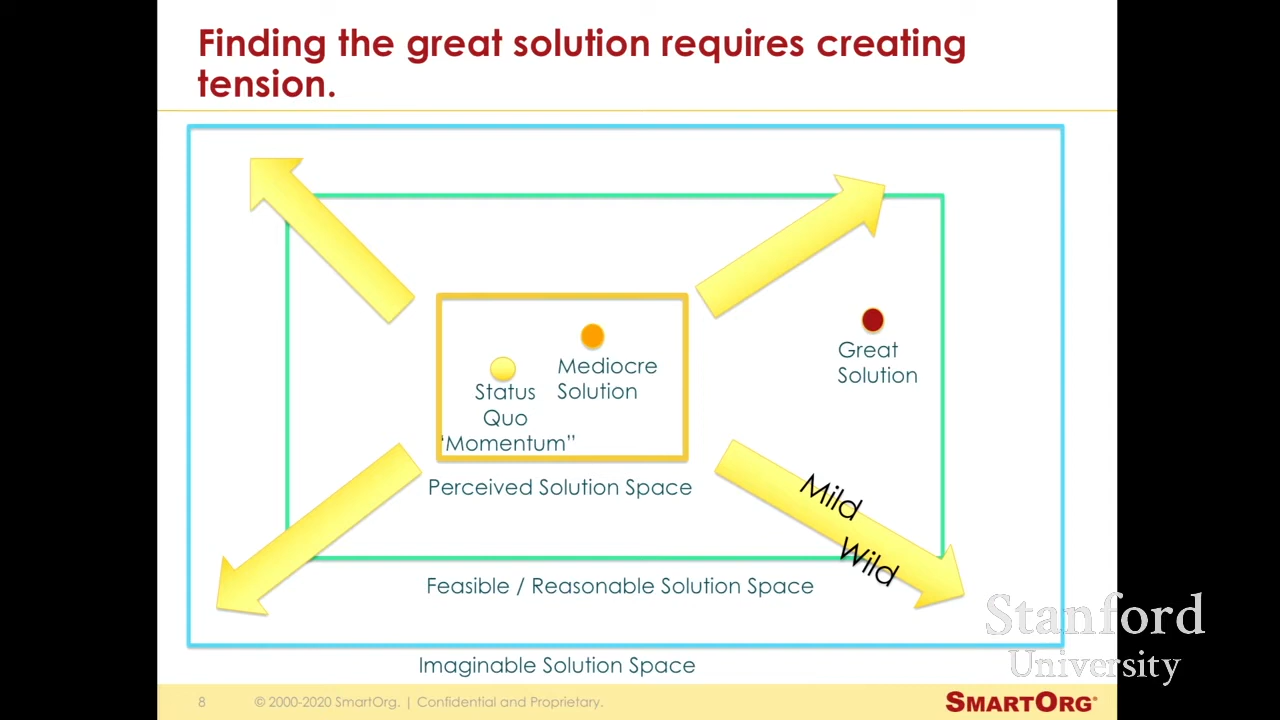 Finding the great solution requires creating
tension.
Great
Solution
Mediocre
Solution
Status
Quo
“Momentum”
Perceived Solution Space
Mild
Wild
Feasible / Reasonable Solution Space
Imaginable Solution Space
Stanford
University
8
© 2000-2020 SmartOrg. | Confidential and Proprietary.
SMARTORG®